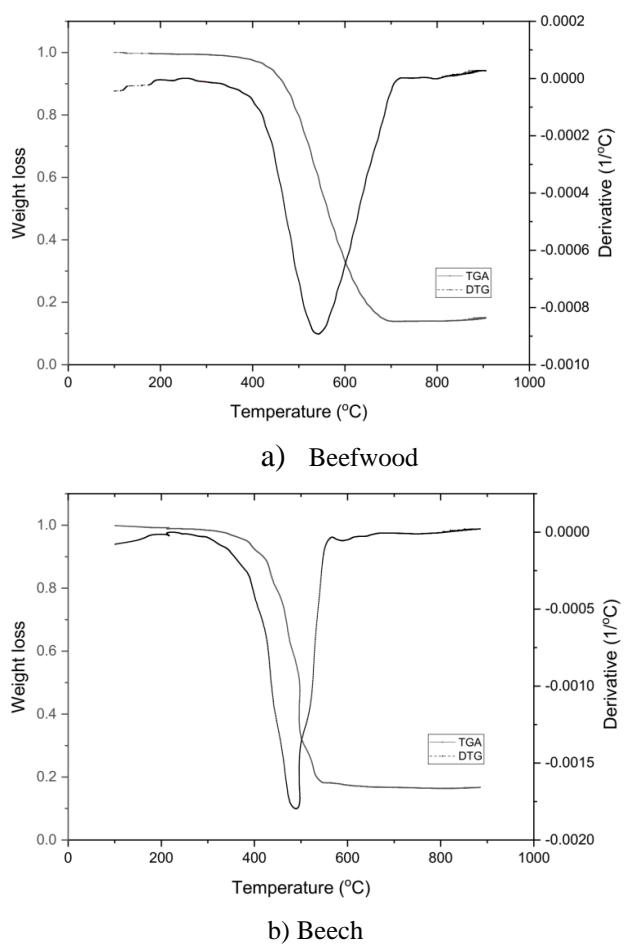 0.0002
1.0
0.0000
0.8
-0.0002
0.6
-0.0004
0.4
-0.0006
0.2
-0.0008
0.0
-0.0010
Weight loss
Derivative (1/°C)
TGA
DTG
0 200 400 600 800 1000
Temperature (°C)
a) Beefwood
1.0
0.0000
0.8
-0.0005
0.6
-0.0010
0.4
-0.0015
0.2
0.0
-0.0020
Weight loss
Derivative (1/°C)
TGA
DTG
0 200 400 600 800 1000
Temperature (°C)
b) Beech